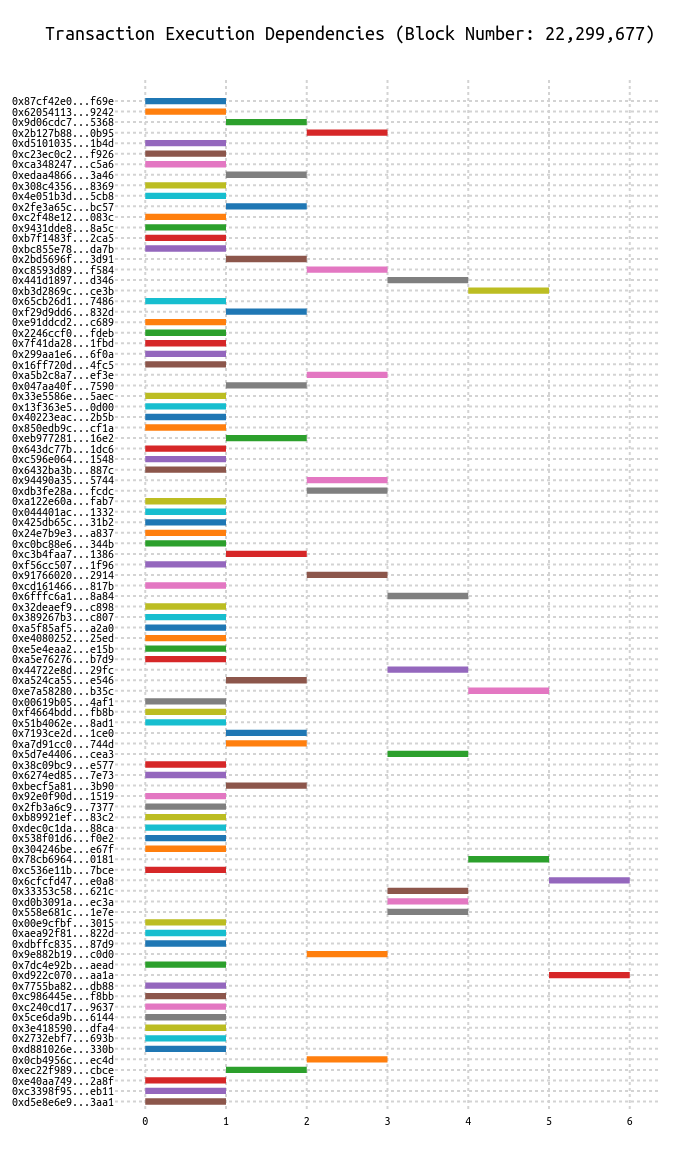 Transaction Execution Dependencies (Block Number: 22,299,677)
0x87cf42e0...f69e
0x62054113...9242
0x9d06cdc7...5368
0x2b127b88...0b95
0xd5101035...1b4d
0xc23ec0c2...f926
0xca348247...c5a6
0xedaa4866...3a46
0x308c4356...8369
0x4e051b3d...5cb8
0x2fe3a65c...bc57
0xc2f48e12...083c
0x9431dde8...8a5c
0xb7f1483f...2ca5
0xbc855e78...da7b
0x2bd5696f...3d91
0xc8593d89...f584
0x441d1897...d346
0xb3d2869c...ce3b
0x65cb26d1...7486
0xf29d9dd6...832d
0xe91ddcd2...c689
0x2246ccf0...fdeb
0x7f41da28...1fbd
0x299aa1e6...6f0a
0x16ff720d...4fc5
0xa5b2c8a7...ef3e
0x047aa40f...7590
0x33e5586e...5aec
0x13f363e5...0d00
0x40223eac...2b5b
0x850edb9c...cf1a
0xeb977281...16e2
0x643dc77b...1dc6
0xc596e064...1548
0x6432ba3b...887c
0x94490a35...5744
0xdb3fe28a...fcdc
0xa122e60a...fab7
0x044401ac...1332
0x425db65c...31b2
0x24e7b9e3...a837
0xc0bc88e6...344b
0xc3b4faa7...1386
0xf56cc507...1f96
0x91766020...2914
0xcd161466...817b
0x6fffc6a1...8a84
0x32deaef9...c898
0x389267b3...c807
0xa5f85af5...a2a0
0xe4080252...25ed
0xe5e4eaa2...e15b
0xa5e76276...b7d9
0x44722e8d...29fc
0xa524ca55...e546
0xe7a58280...b35c
0x00619b05...4af1
0xf4664bdd...fb8b
0x51b4062e...8ad1
0x7193ce2d...1ce0
0xa7d91cc0...744d
0x5d7e4406...cea3
0x38c09bc9...e577
0x6274ed85...7e73
0xbecf5a81...3b90
0x92e0f90d...1519
0x2fb3a6c9...7377
0xb89921ef...83c2
0xdec0c1da...88ca
0x538f01d6...f0e2
0x304246be...e67f
0x78cb6964...0181
0xc536e11b...7bce
0x6cfcfd47...e0a8
0x33353c58...621c
0xd0b3091a...ec3a
0x558e681c...1e7e
0x00e9cfbf...3015
0xaea92f81...822d
0xdbffc835...87d9
0x9e882b19...c0d0
0x7dc4e92b...aead
0xd922c070...aa1a
0x7755ba82...db88
0xc986445e...f8bb
0xc240cd17...9637
0x5ce6da9b...6144
0x3e418590...dfa4
0x2732ebf7...693b
0xd881026e...330b
0x0cb4956c...ec4d
0xec22f989...cbce
0xe40aa749...2a8f
0xc3398f95...eb11
0xd5e8e6e9...3aa1
0 1 2 3 4 5 6